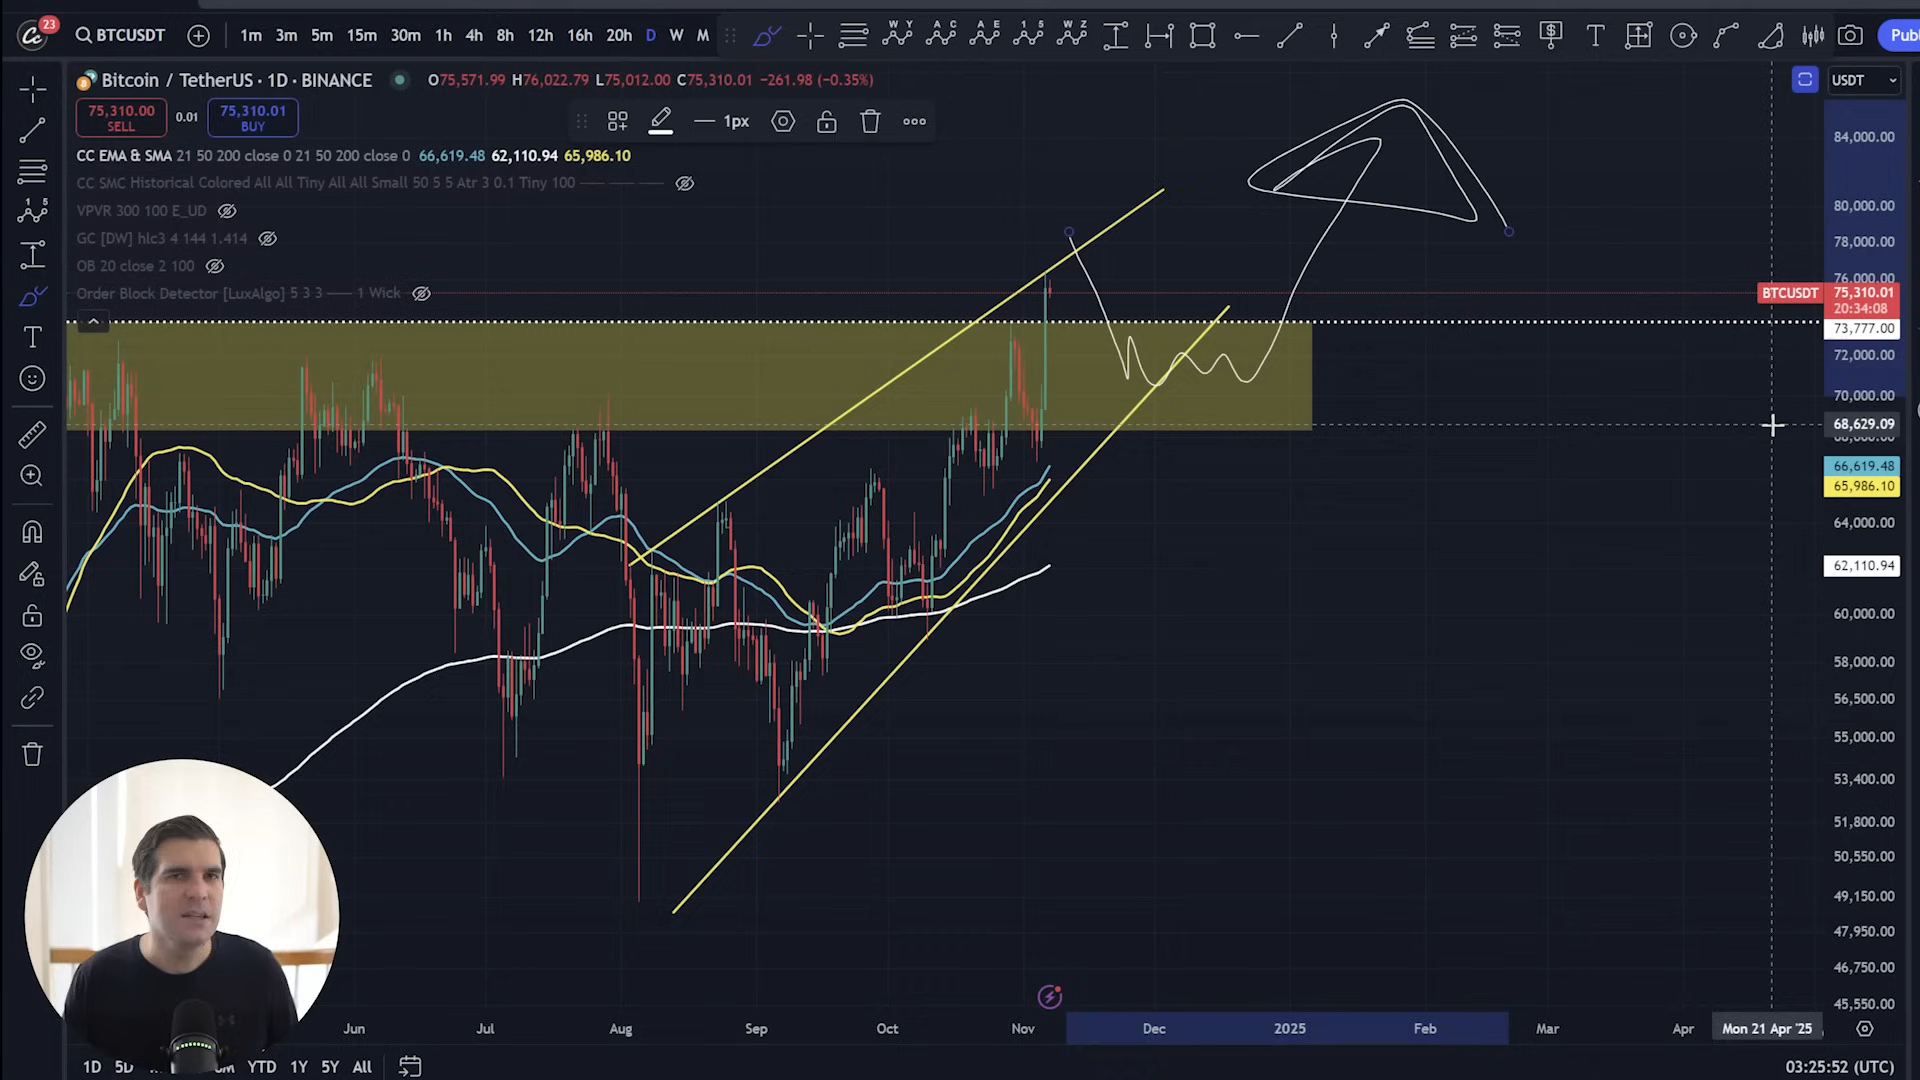 23
BTCUSDT 1m 3m 5m 15m 30m 1h 4h 8h 12h 16h 20h D W M
WY AC AE 15 WZ
T
Publ
Bitcoin / TetherUS · 1D · BINANCE O75,571.99 H76,022.79 L75,012.00 C75,310.01 −261.98 (−0.35%)
USDT
75,310.00
SELL
0.01
75,310.01
BUY
1px
CC EMA & SMA 21 50 200 close 0 21 50 200 close 0 66,619.48 62,110.94 65,986.10
CC SMC Historical Colored All All Tiny All All Small 50 5 5 Atr 3 0.1 Tiny 100
VPVR 300 100 E_UD
GC [DW] hlc3 4 144 1.414
OB 20 close 2 100
Order Block Detector [LuxAlgo] 5 3 3 1 Wick
84,000.00
80,000.00
78,000.00
76,000.00
BTCUSDT 75,310.01
20:34:08
73,777.00
72,000.00
70,000.00
68,629.09
66,619.48
65,986.10
64,000.00
62,110.94
60,000.00
58,000.00
56,500.00
55,000.00
53,400.00
51,800.00
50,550.00
49,150.00
47,950.00
46,750.00
45,550.00
Jun Jul Aug Sep Oct Nov Dec 2025 Feb Mar Apr Mon 21 Apr '25
1D 5D YTD 1Y 5Y All
03:25:52 (UTC)